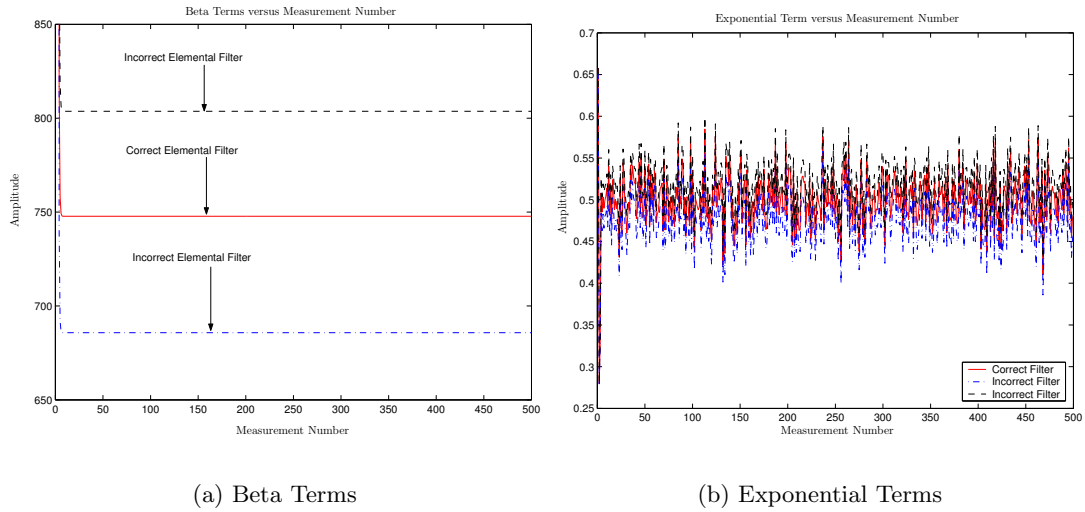 Beta Terms versus Measurement Number
850
800
750
700
650
Amplitude
Incorrect Elemental Filter
Correct Elemental Filter
Incorrect Elemental Filter
0 50 100 150 200 250 300 350 400 450 500
Measurement Number
(a) Beta Terms
Exponential Term versus Measurement Number
0.7
0.65
0.6
0.55
0.5
0.45
0.4
0.35
0.3
0.25
Amplitude
Correct Filter
Incorrect Filter
Incorrect Filter
0 50 100 150 200 250 300 350 400 450 500
Measurement Number
(b) Exponential Terms